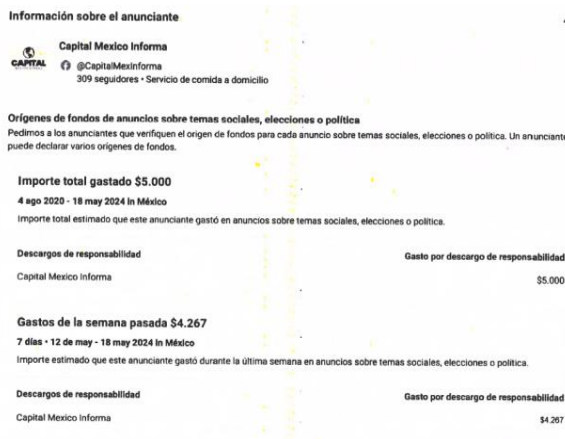 Información sobre el anunciante
CAPITAL
Capital Mexico Informa
@CapitalMexInforma
309 seguidores • Servicio de comida a domicilio
Orígenes de fondos de anuncios sobre temas sociales, elecciones o política
Pedimos a los anunciantes que verifiquen el origen de fondos para cada anuncio sobre temas sociales, elecciones o política. Un anunciante
puede declarar varios orígenes de fondos.
Importe total gastado $5.000
4 ago 2020 - 18 may 2024 in México
Importe total estimado que este anunciante gastó en anuncios sobre temas sociales, elecciones o política.
Descargos de responsabilidad
Gasto por descargo de responsabilidad
Capital Mexico Informa
$5.000
Gastos de la semana pasada $4.267
7 días • 12 de may - 18 may 2024 in México
Importe estimado que este anunciante gastó durante la última semana en anuncios sobre temas sociales, elecciones o política.
Descargos de responsabilidad
Gasto por descargo de responsabilidad
Capital Mexico Informa
$4.267